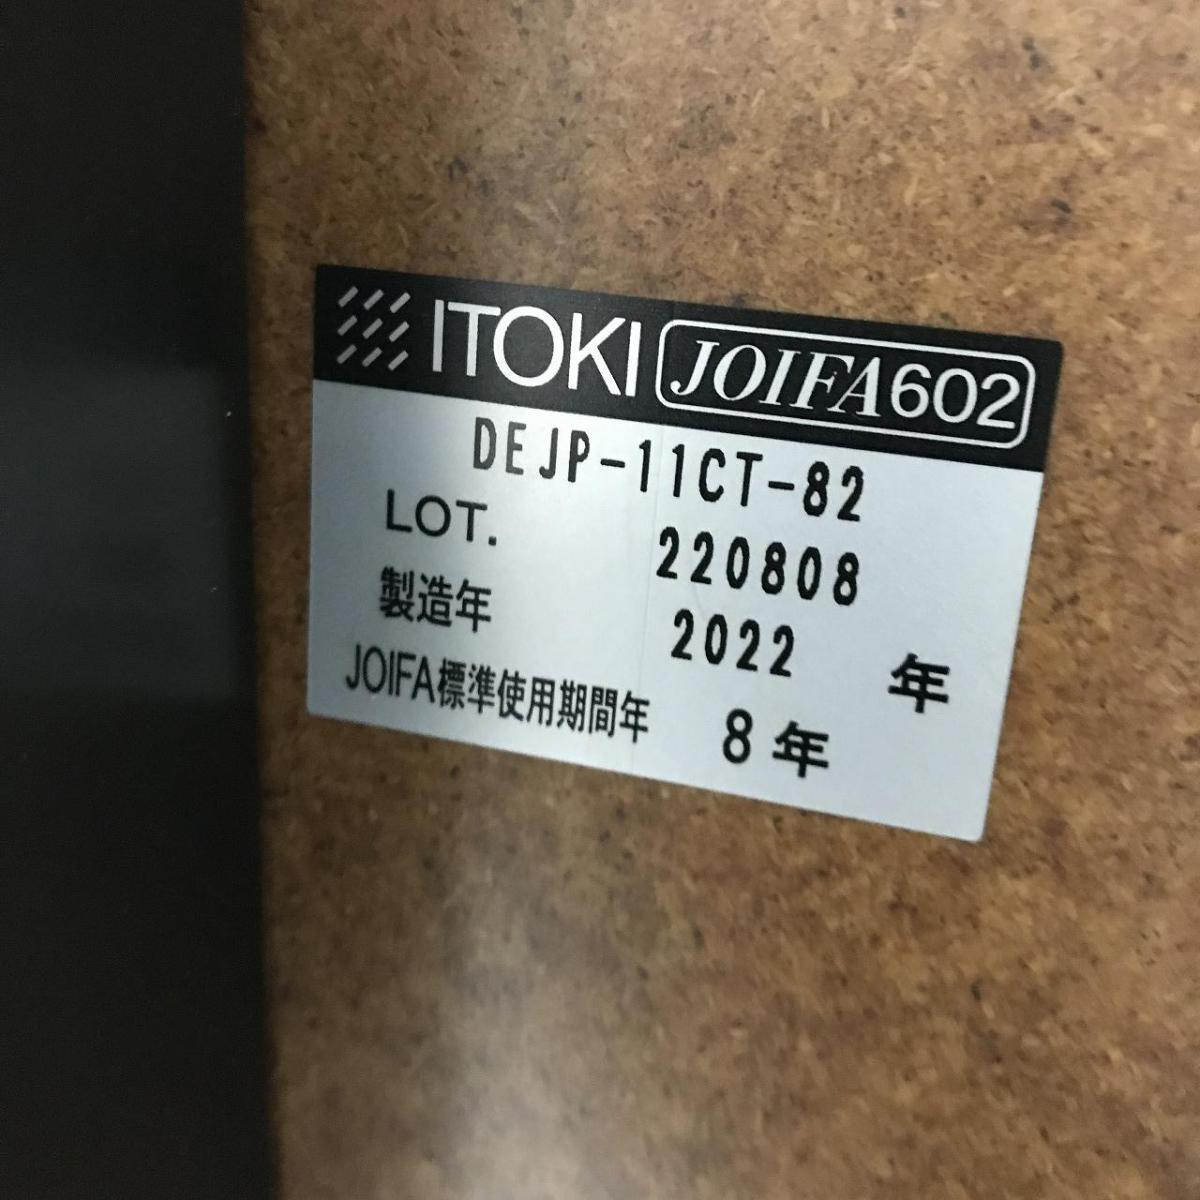 ITOKI JOIFA602
DEJP-11CT-82
LOT. 220808
製造年 2022 年
JOIFA標準使用期間年 8 年